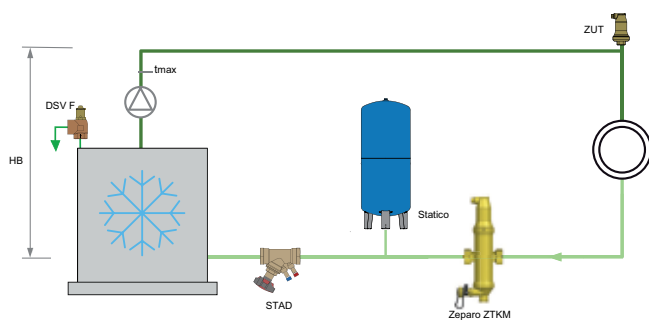 ZUT
tmax
DSV F
HB
Statico
STAD
Zeparo ZTKM